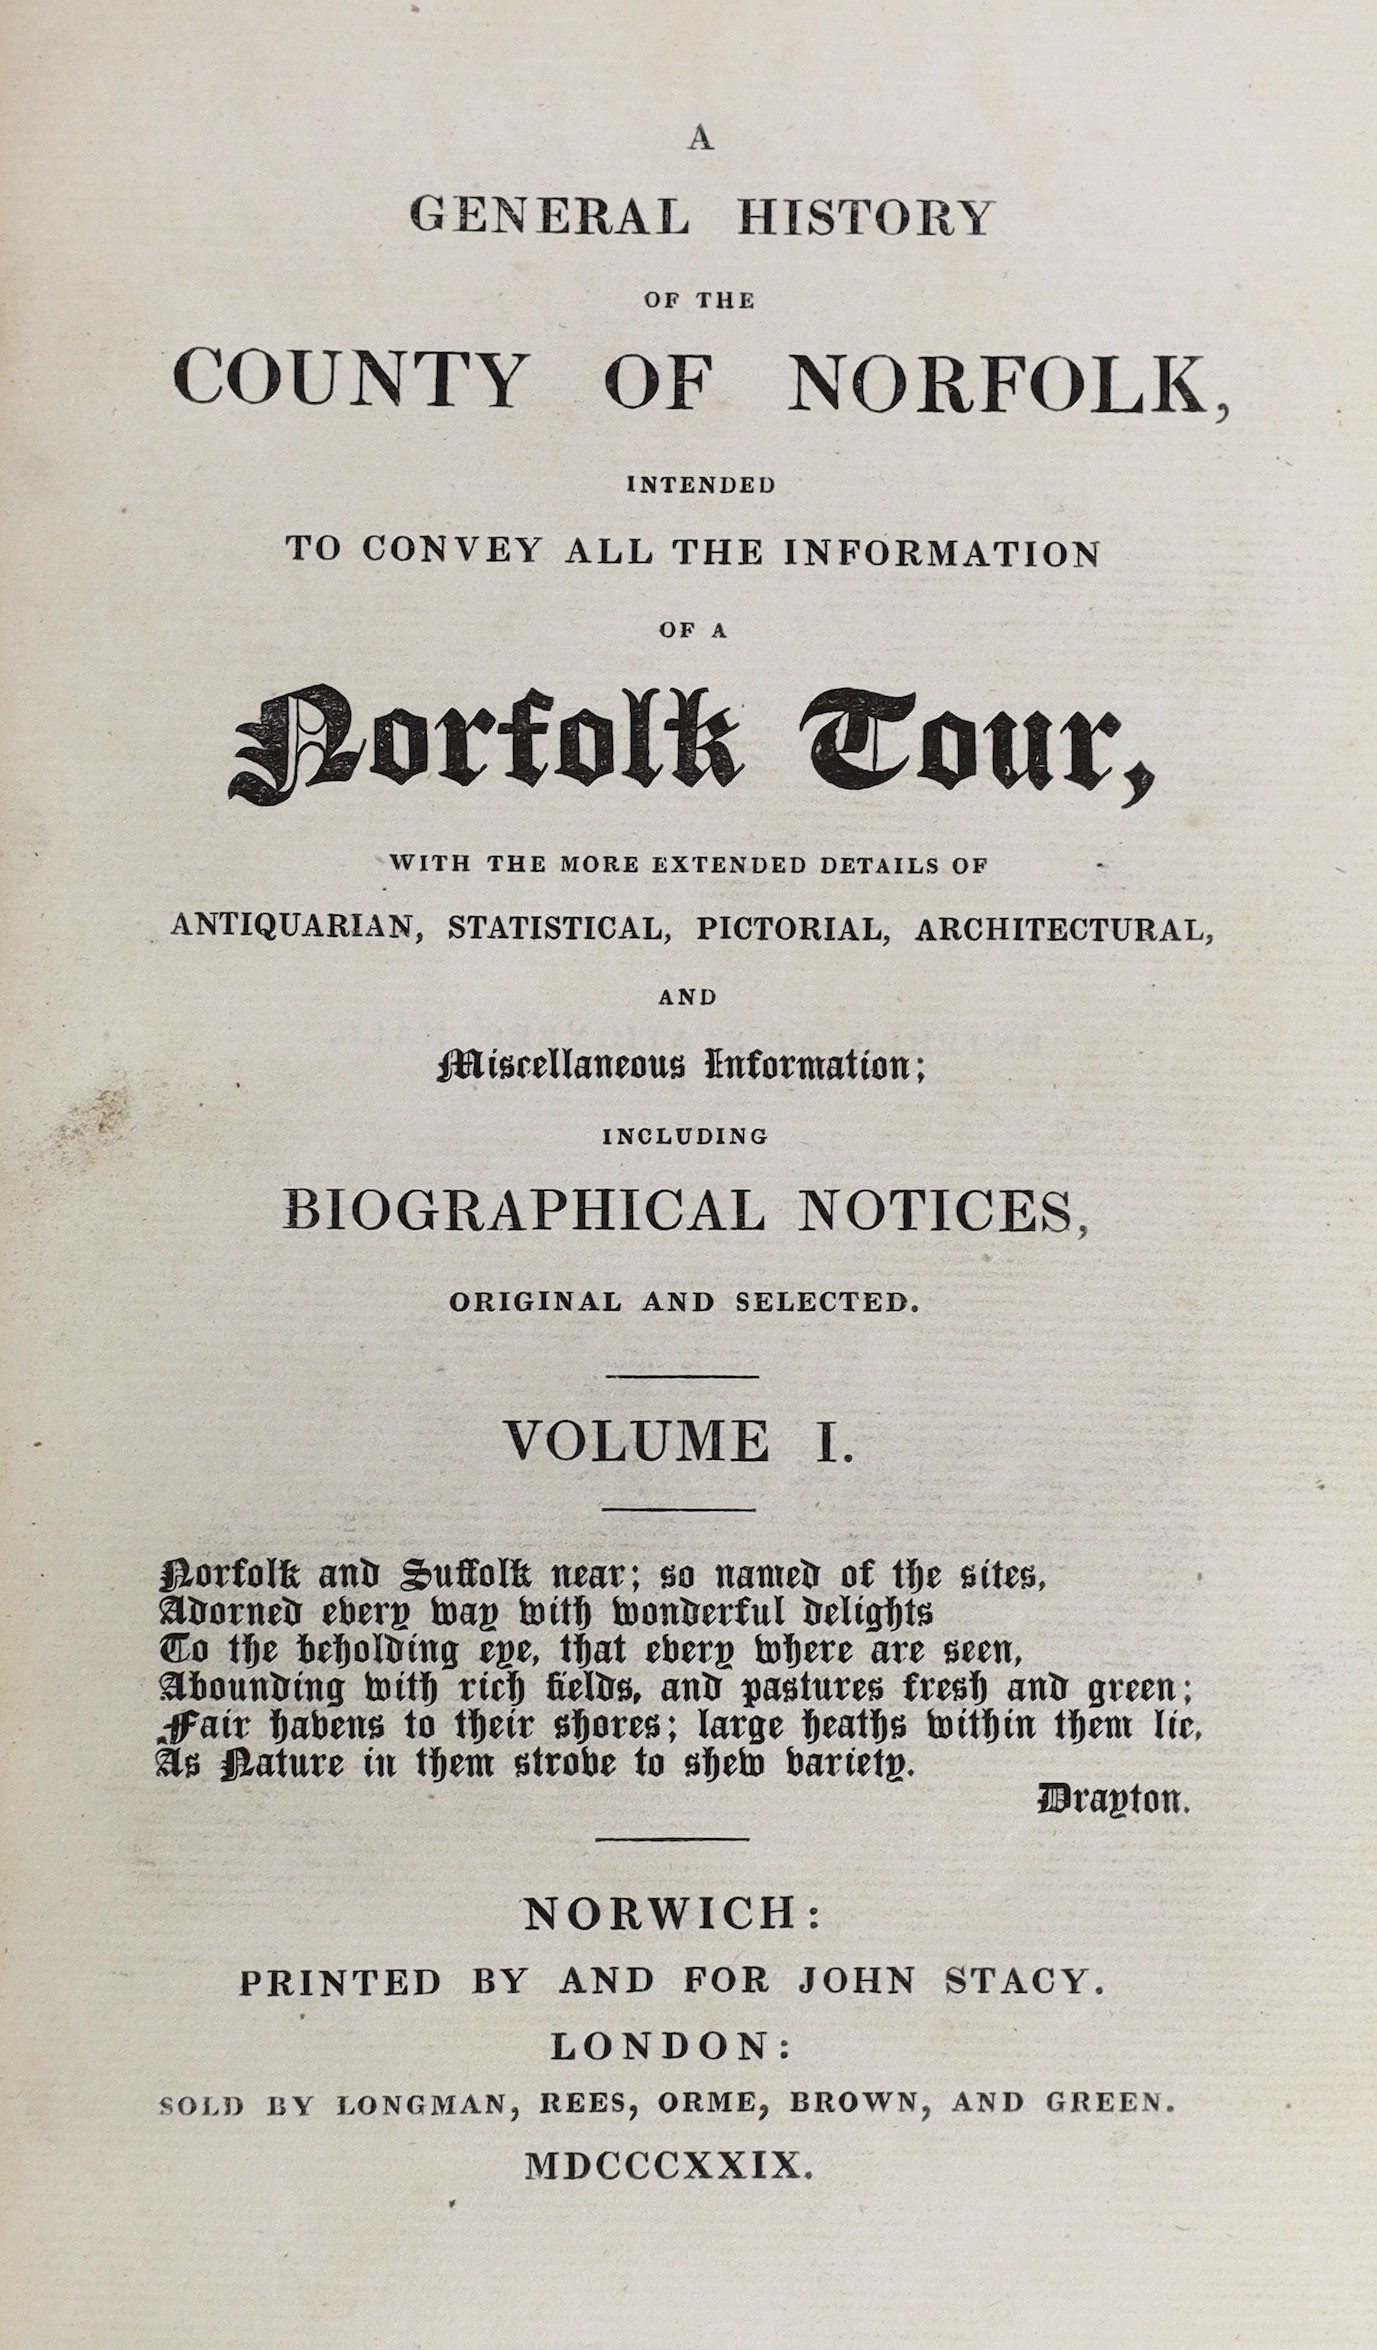 A
GENERAL HISTORY
OF THE
COUNTY OF NORFOLK,
INTENDED
TO CONVEY ALL THE INFORMATION
OF A
Norfolk Tour,
WITH THE MORE EXTENDED DETAILS OF
ANTIQUARIAN, STATISTICAL, PICTORIAL, ARCHITECTURAL,
AND
Miscellaneous Information;
INCLUDING
BIOGRAPHICAL NOTICES,
ORIGINAL AND SELECTED.
VOLUME I.
Norfolk and Suffolk near; so named of the sites,
Adorned every way with wonderful delights
To the beholding eye, that every where are seen,
Abounding with rich fields, and pastures fresh and green;
Fair havens to their shores; large heaths within them lie,
As Nature in them strove to shew variety.
Drayton.
NORWICH:
PRINTED BY AND FOR JOHN STACY.
LONDON:
SOLD BY LONGMAN, REES, ORME, BROWN, AND GREEN.
MDCCCXXIX.